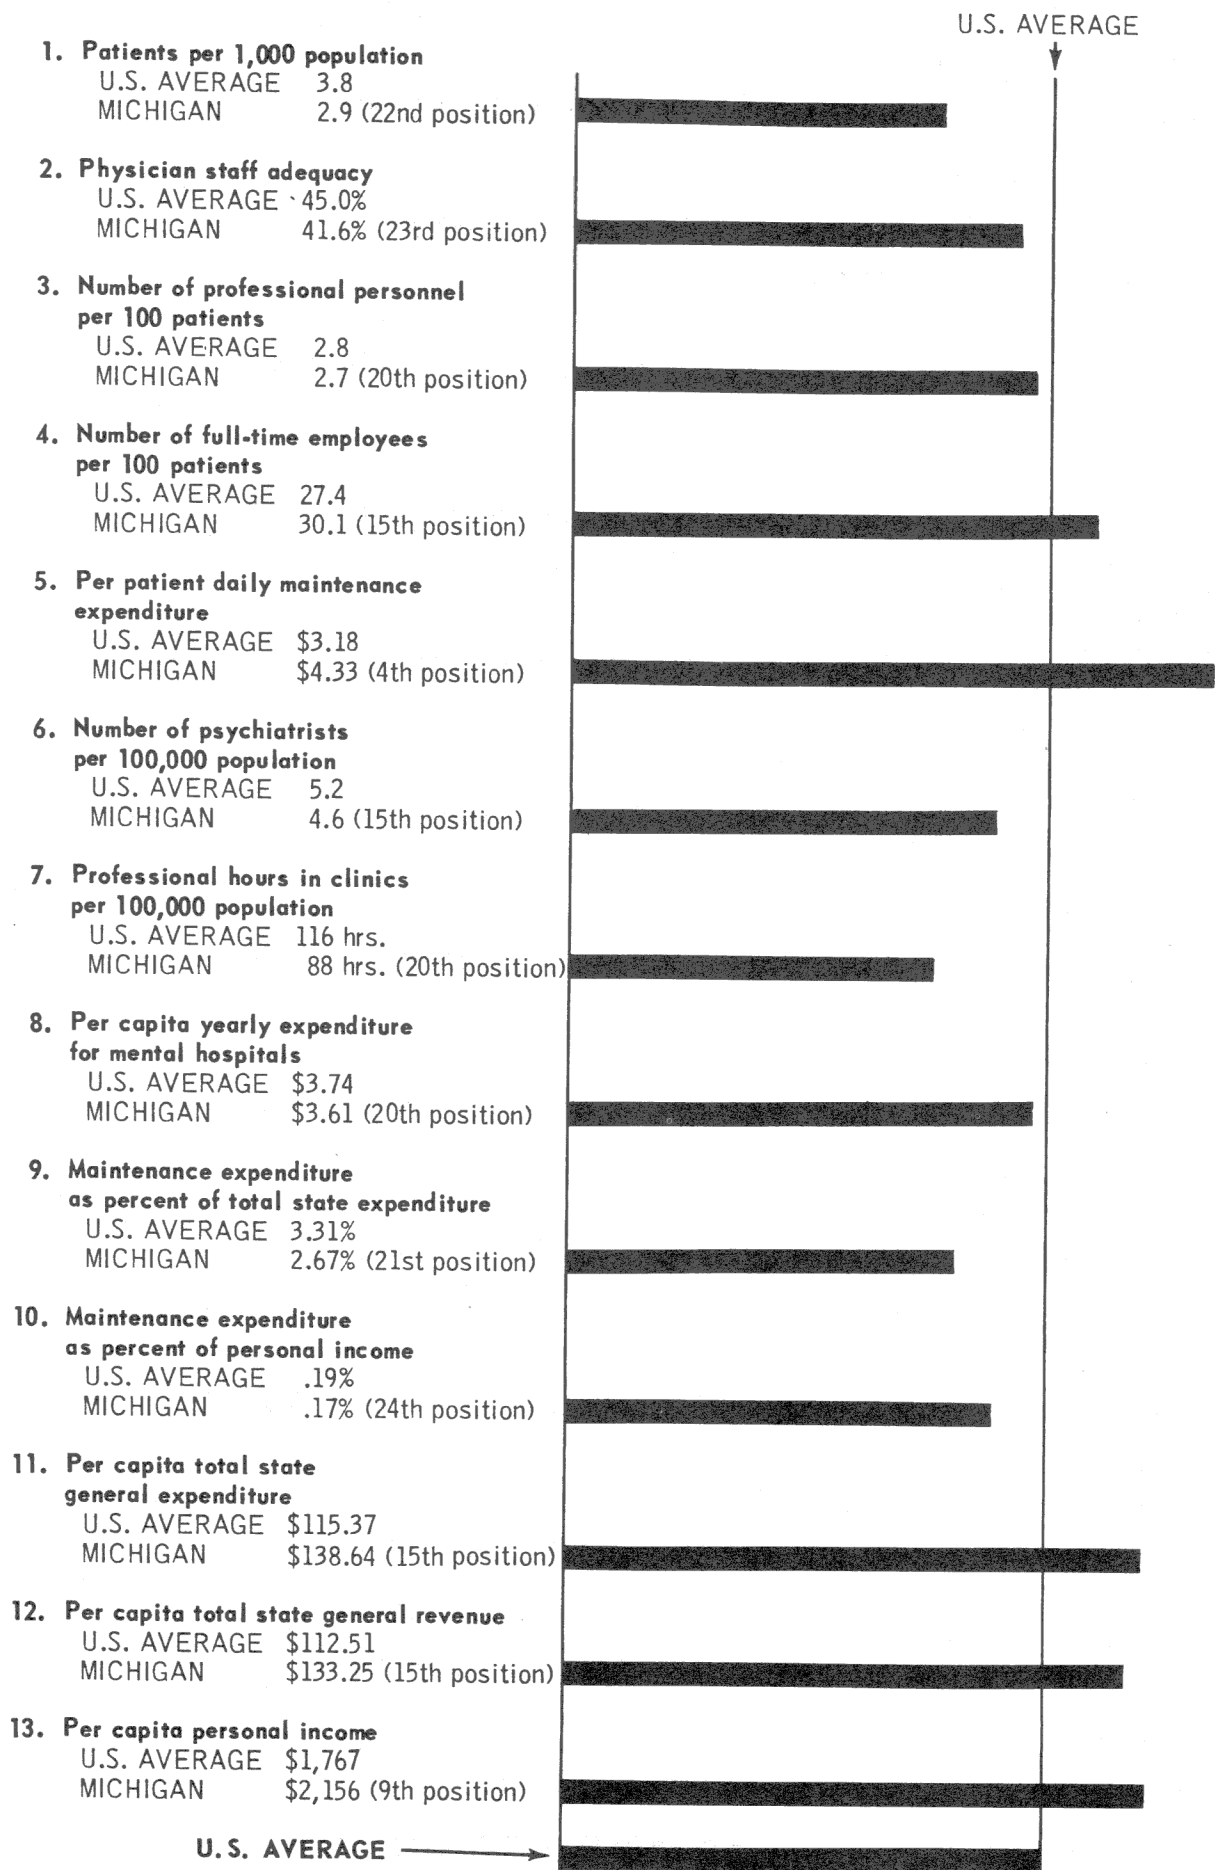 U.S. AVERAGE
1. Patients per 1,000 population
U.S. AVERAGE 3.8
MICHIGAN 2.9 (22nd position)
2. Physician staff adequacy
U.S. AVERAGE 45.0%
MICHIGAN 41.6% (23rd position)
3. Number of professional personnel
per 100 patients
U.S. AVERAGE 2.8
MICHIGAN 2.7 (20th position)
4. Number of full-time employees
per 100 patients
U.S. AVERAGE 27.4
MICHIGAN 30.1 (15th position)
5. Per patient daily maintenance
expenditure
U.S. AVERAGE $3.18
MICHIGAN $4.33 (4th position)
6. Number of psychiatrists
per 100,000 population
U.S. AVERAGE 5.2
MICHIGAN 4.6 (15th position)
7. Professional hours in clinics
per 100,000 population
U.S. AVERAGE 116 hrs.
MICHIGAN 88 hrs. (20th position)
8. Per capita yearly expenditure
for mental hospitals
U.S. AVERAGE $3.74
MICHIGAN $3.61 (20th position)
9. Maintenance expenditure
as percent of total state expenditure
U.S. AVERAGE 3.31%
MICHIGAN 2.67% (21st position)
10. Maintenance expenditure
as percent of personal income
U.S. AVERAGE .19%
MICHIGAN .17% (24th position)
11. Per capita total state
general expenditure
U.S. AVERAGE $115.37
MICHIGAN $138.64 (15th position)
12. Per capita total state general revenue
U.S. AVERAGE $112.51
MICHIGAN $133.25 (15th position)
13. Per capita personal income
U.S. AVERAGE $1,767
MICHIGAN $2,156 (9th position)
U.S. AVERAGE